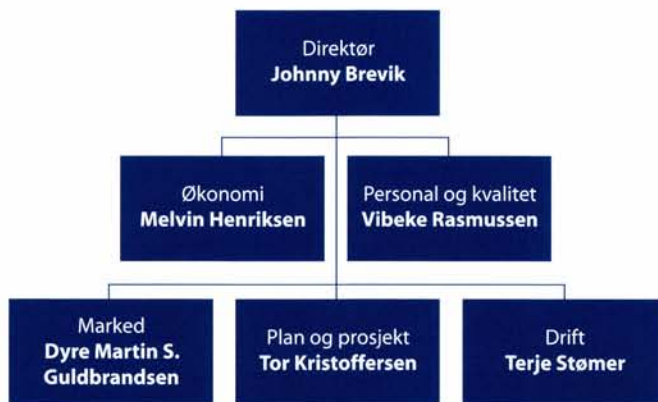 Direktør
Johnny Brevik
Økonomi
Melvin Henriksen
Personal og kvalitet
Vibeke Rasmussen
Marked
Dyre Martin S.
Guldbrandsen
Plan og prosjekt
Tor Kristoffersen
Drift
Terje Stømer